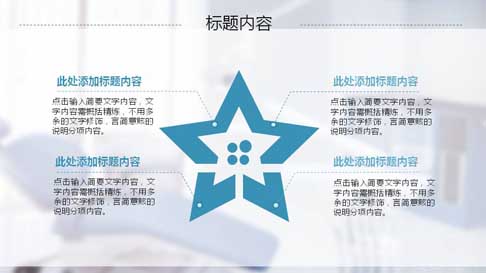 标题内容
此处添加标题内容
点击输入简要文字内容，文
字内容需概括精炼，不用多
余的文字修饰，言简意赅的
说明分项内容。
此处添加标题内容
点击输入简要文字内容，文
字内容需概括精炼，不用多
余的文字修饰，言简意赅的
说明分项内容。
此处添加标题内容
点击输入简要文字内容，文
字内容需概括精炼，不用多
余的文字修饰，言简意赅的
说明分项内容。
此处添加标题内容
点击输入简要文字内容，文
字内容需概括精炼，不用多
余的文字修饰，言简意赅的
说明分项内容。